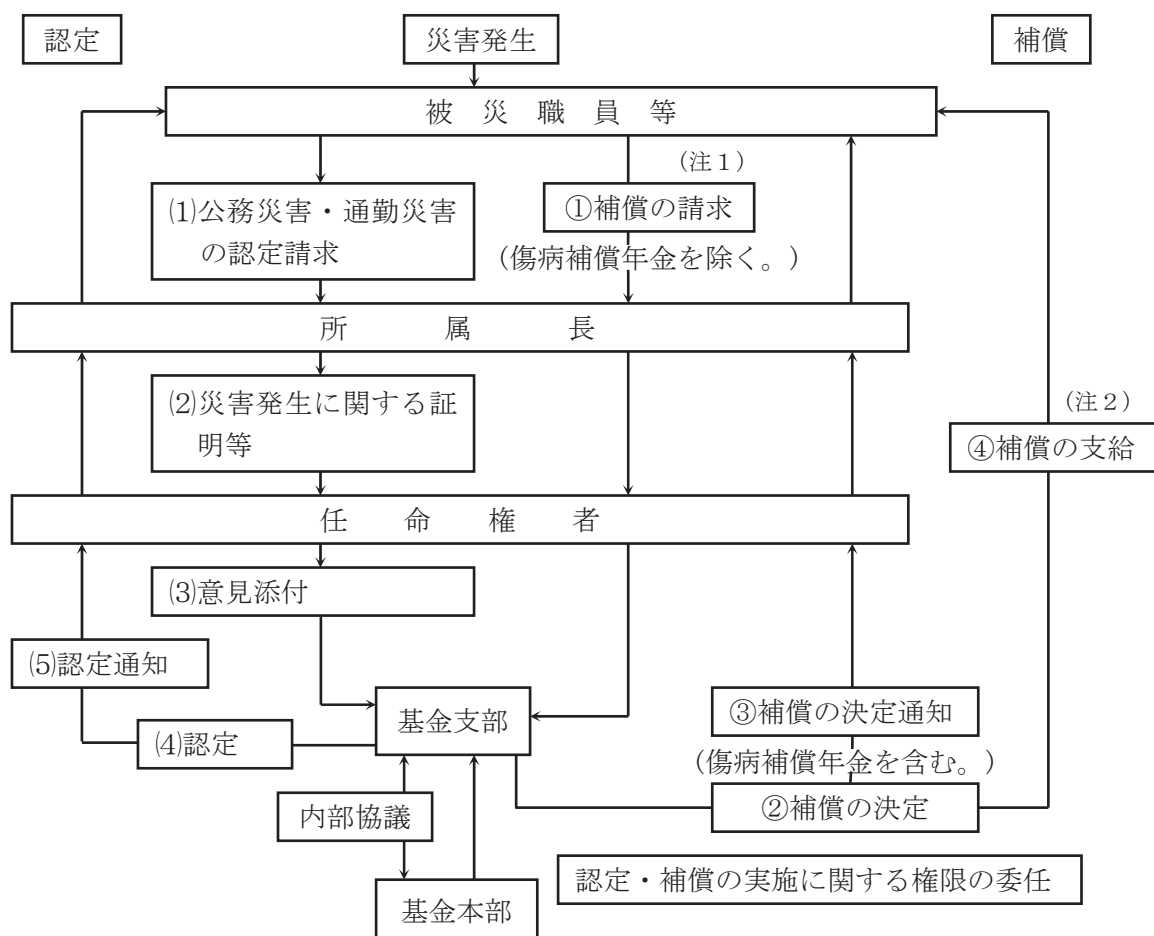 認定
災害発生
補償
被災職員等
(注1)
⑴公務災害・通勤災害
の認定請求
①補償の請求
(傷病補償年金を除く。)
所属長
⑵災害発生に関する証
明等
(注2)
④補償の支給
任命権者
⑶意見添付
⑸認定通知
⑷認定
基金支部
③補償の決定通知
(傷病補償年金を含む。)
②補償の決定
内部協議
認定・補償の実施に関する権限の委任
基金本部